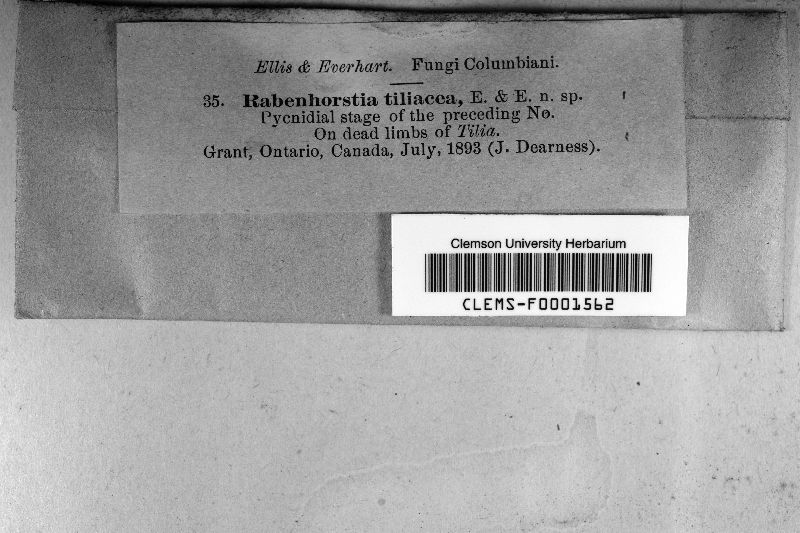 Ellis & Everhart. Fungi Columbiani.
35. Rabenhorstia tiliacea, E. & E. n. sp.
Pycnidial stage of the preceding No.
On dead limbs of Tilia.
Grant, Ontario, Canada, July, 1893 (J. Dearness).
Clemson University Herbarium
CLEMS-F0001562